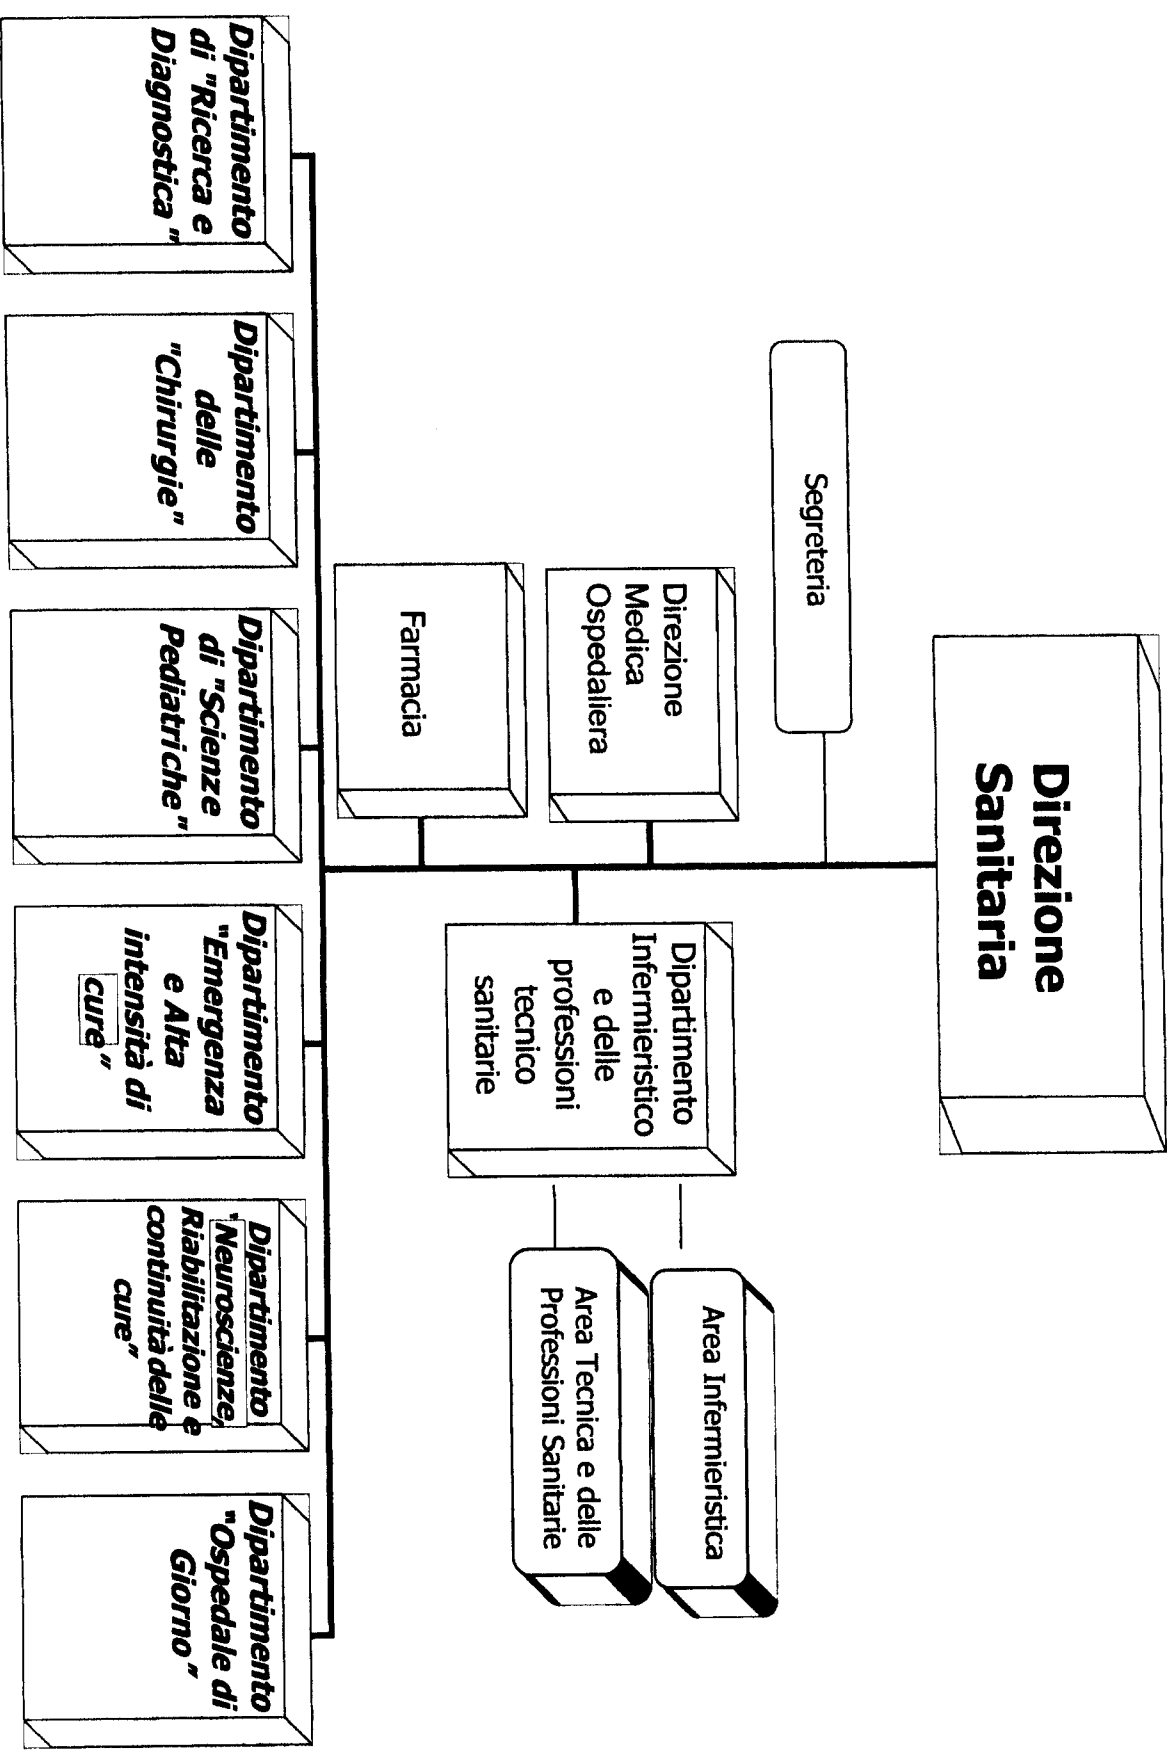 Direzione
Sanitaria
Segreteria
Direzione
Medica
Ospedaliera
Dipartimento
Infermieristico
e delle
professioni
tecnico
sanitarie
Area Infermieristica
Area Tecnica e delle
Professioni Sanitarie
Farmacia
Dipartimento
di "Ricerca e
Diagnostica"
Dipartimento
delle
"Chirurgie"
Dipartimento
di "Scienze
Pediatriche"
Dipartimento
"Emergenza
e Alta
intensità di
cure"
Dipartimento
"Neuroscienze,
Riabilitazione e
continuità delle
cure"
Dipartimento
"Ospedale di
Giorno"